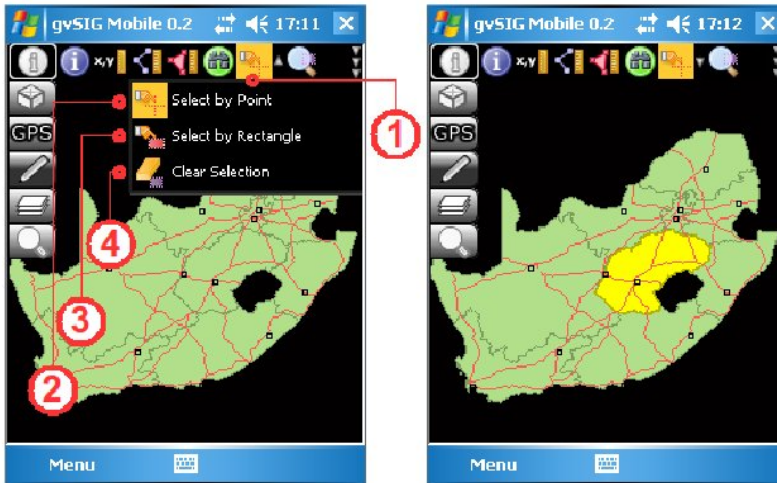 gvSIG Mobile 0.2 17:11
x,y
Select by Point
GPS
Select by Rectangle
Clear Selection
1
4
3
2
Menu
gvSIG Mobile 0.2 17:12
x,y
GPS
Menu